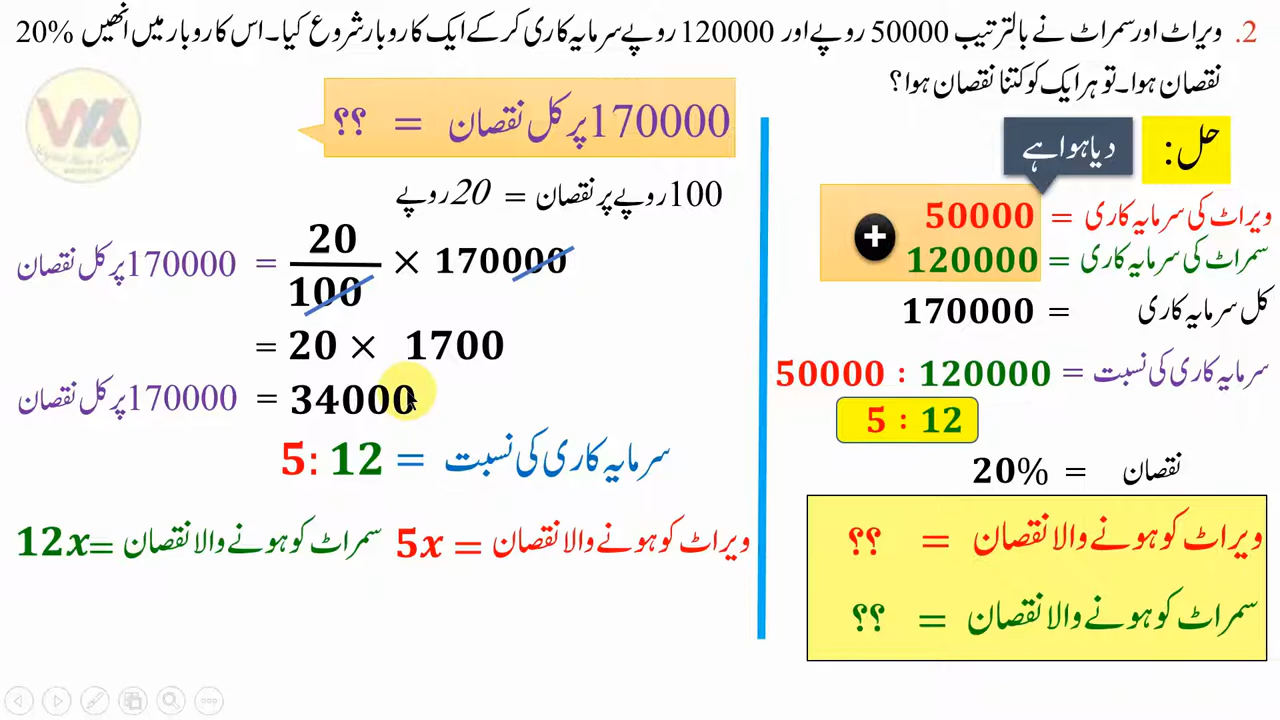 2. ویراٹ اور سمراٹ نے بالترتیب 50000 روپے اور 120000 روپے سرمایہ کاری کرکے ایک کاروبار شروع کیا۔ اس کاروبار میں انھیں 20%
نقصان ہوا۔ تو ہر ایک کو کتنا نقصان ہوا؟
حل:
دیا ہوا ہے
ویراٹ کی سرمایہ کاری = 50000
+
سمراٹ کی سرمایہ کاری = 120000
کل سرمایہ کاری = 170000
سرمایہ کاری کی نسبت = 50000 : 120000
5 : 12
نقصان = 20%
ویراٹ کو ہونے والا نقصان = ؟؟
سمراٹ کو ہونے والا نقصان = ؟؟
170000 پر کل نقصان = ؟؟
100 روپے پر نقصان = 20 روپے
170000 پر کل نقصان = 20/100 × 170000
= 20 × 1700
170000 پر کل نقصان = 34000
سرمایہ کاری کی نسبت = 5: 12
ویراٹ کو ہونے والا نقصان = 5x سمراٹ کو ہونے والا نقصان =12x